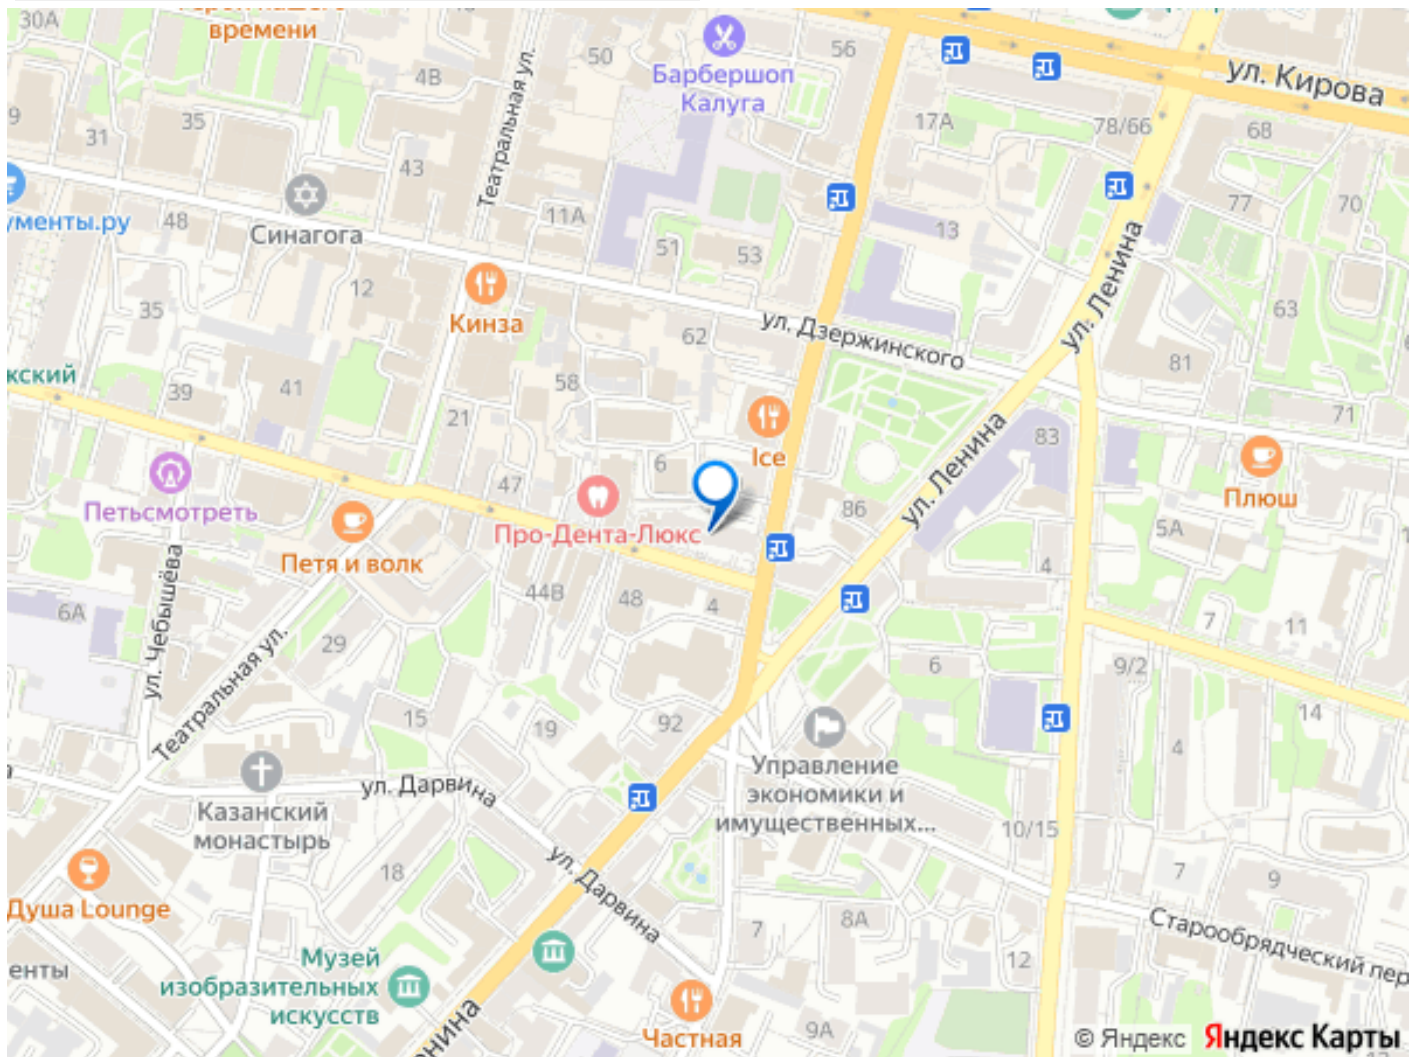 времени
30А
4В
50
Барбершоп
Калуга
56
ул. Кирова
9
31
35
43
Театральная ул.
17А
78/66
68
ументы.ру
48
Синагога
11А
51
53
13
77
70
ул. Ленина
35
12
Кинза
62
ул. Дзержинского
63
81
кский
39
41
58
21
71
Ice
83
Плюш
6
47
Петьсмотреть
Про-Дента-Люкс
86
ул. Ленина
5А
Петя и волк
44В
48
4
4
6А
ул. Чебышёва
29
Театральная ул.
7
11
6
9/2
15
19
92
14
4
Управление
экономики и
имущественных...
Казанский
монастырь
ул. Дарвина
10/15
18
ул. Дарвина
7
9
Душа Lounge
7
8А
Старообрядческий пер
енты
Музей
изобразительных
искусств
12
Частная
9А
© Яндекс Яндекс Карты